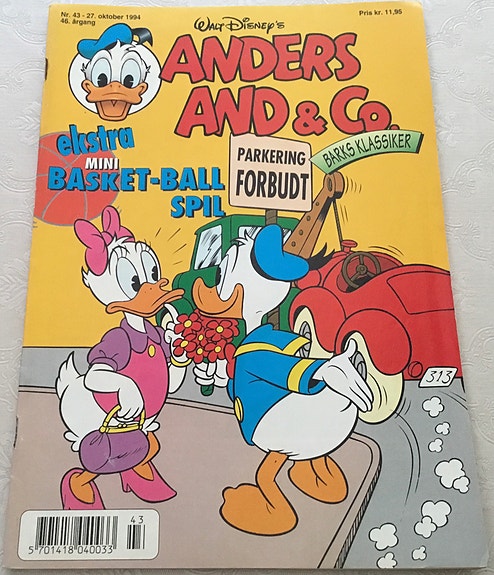 Nr. 43 - 27. oktober 1994
46. årgang
Pris kr. 11,95
WALT DISNEY'S
ANDERS
AND & Co.
BARKS KLASSIKER
ekstra
MINI
BASKET-BALL
SPIL
PARKERING
FORBUDT
313
43
5 701418 040033